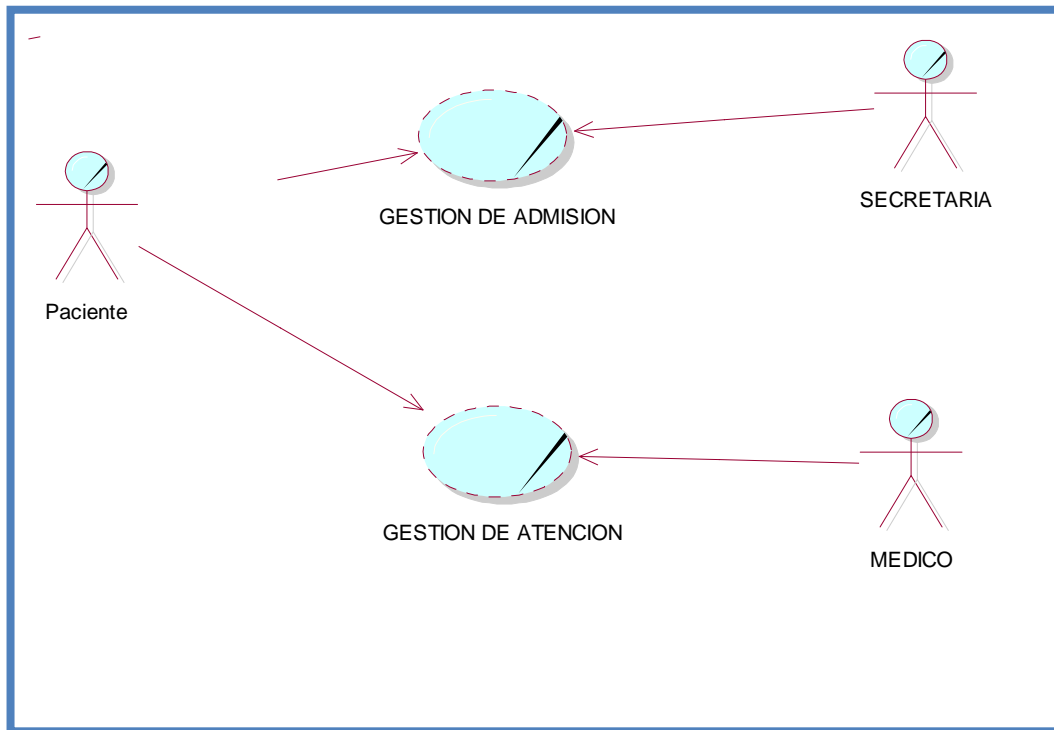 GESTION DE ADMISION
SECRETARIA
Paciente
GESTION DE ATENCION
MEDICO